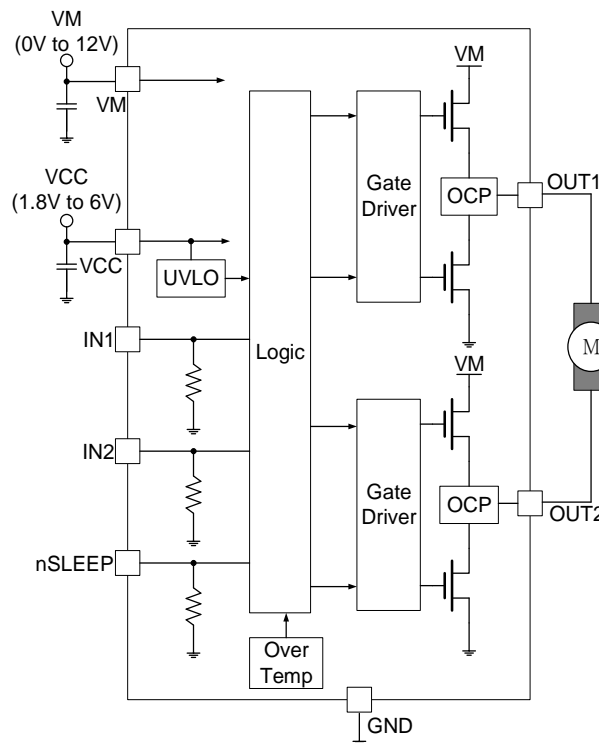 VM
(0V to 12V)
VM
VCC
(1.8V to 6V)
VCC
UVLO
IN1
IN2
nSLEEP
Logic
Over
Temp
Gate
Driver
VM
OCP
OUT1
M
Gate
Driver
VM
OCP
OUT2
GND